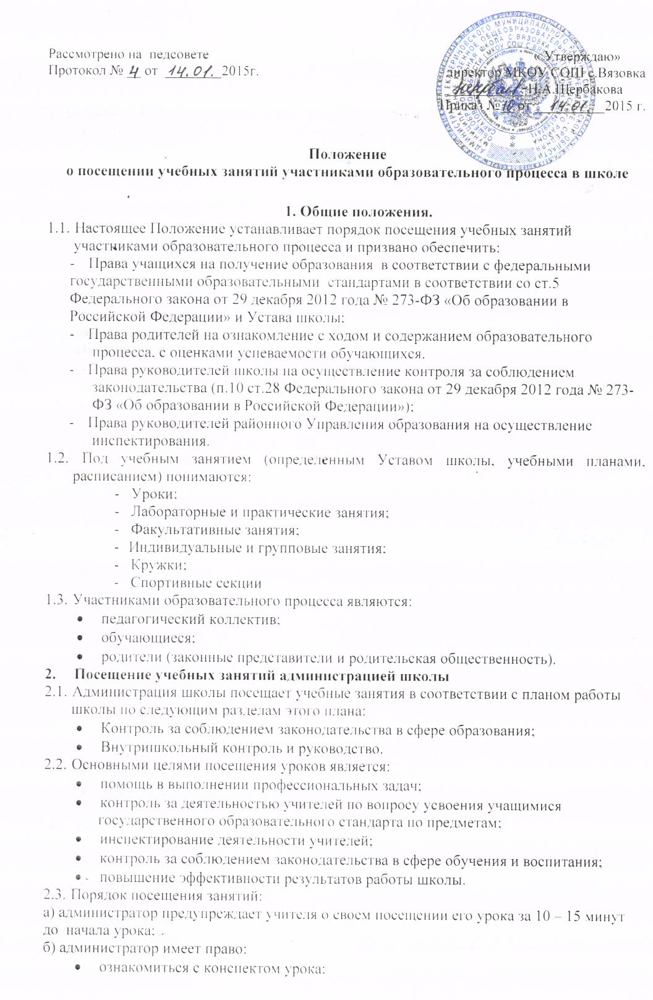 Рассмотрено на педсовете
Протокол № 4 от 14.01. 2015г.
«Утверждаю»
директор МКОУ СОШ с.Вязовка
Н.А.Щербакова
Приказ № 10 от 14.01. 2015 г.
Положение
о посещении учебных занятий участниками образовательного процесса в школе
1. Общие положения.
1.1. Настоящее Положение устанавливает порядок посещения учебных занятий
участниками образовательного процесса и призвано обеспечить:
- Права учащихся на получение образования в соответствии с федеральными
государственными образовательными стандартами в соответствии со ст.5
Федерального закона от 29 декабря 2012 года № 273-ФЗ «Об образовании в
Российской Федерации» и Устава школы;
- Права родителей на ознакомление с ходом и содержанием образовательного
процесса, с оценками успеваемости обучающихся.
- Права руководителей школы на осуществление контроля за соблюдением
законодательства (п.10 ст.28 Федерального закона от 29 декабря 2012 года № 273-
ФЗ «Об образовании в Российской Федерации»);
- Права руководителей районного Управления образования на осуществление
инспектирования.
1.2. Под учебным занятием (определенным Уставом школы, учебными планами,
расписанием) понимаются:
- Уроки;
- Лабораторные и практические занятия;
- Факультативные занятия;
- Индивидуальные и групповые занятия;
- Кружки;
- Спортивные секции
1.3. Участниками образовательного процесса являются:
• педагогический коллектив;
• обучающиеся;
• родители (законные представители и родительская общественность).
2. Посещение учебных занятий администрацией школы
2.1. Администрация школы посещает учебные занятия в соответствии с планом работы
школы по следующим разделам этого плана:
• Контроль за соблюдением законодательства в сфере образования;
• Внутришкольный контроль и руководство.
2.2. Основными целями посещения уроков является:
• помощь в выполнении профессиональных задач;
• контроль за деятельностью учителей по вопросу усвоения учащимися
государственного образовательного стандарта по предметам;
• инспектирование деятельности учителей;
• контроль за соблюдением законодательства в сфере обучения и воспитания;
• повышение эффективности результатов работы школы.
2.3. Порядок посещения занятий:
а) администратор предупреждает учителя о своем посещении его урока за 10 – 15 минут
до начала урока;
б) администратор имеет право:
• ознакомиться с конспектом урока;